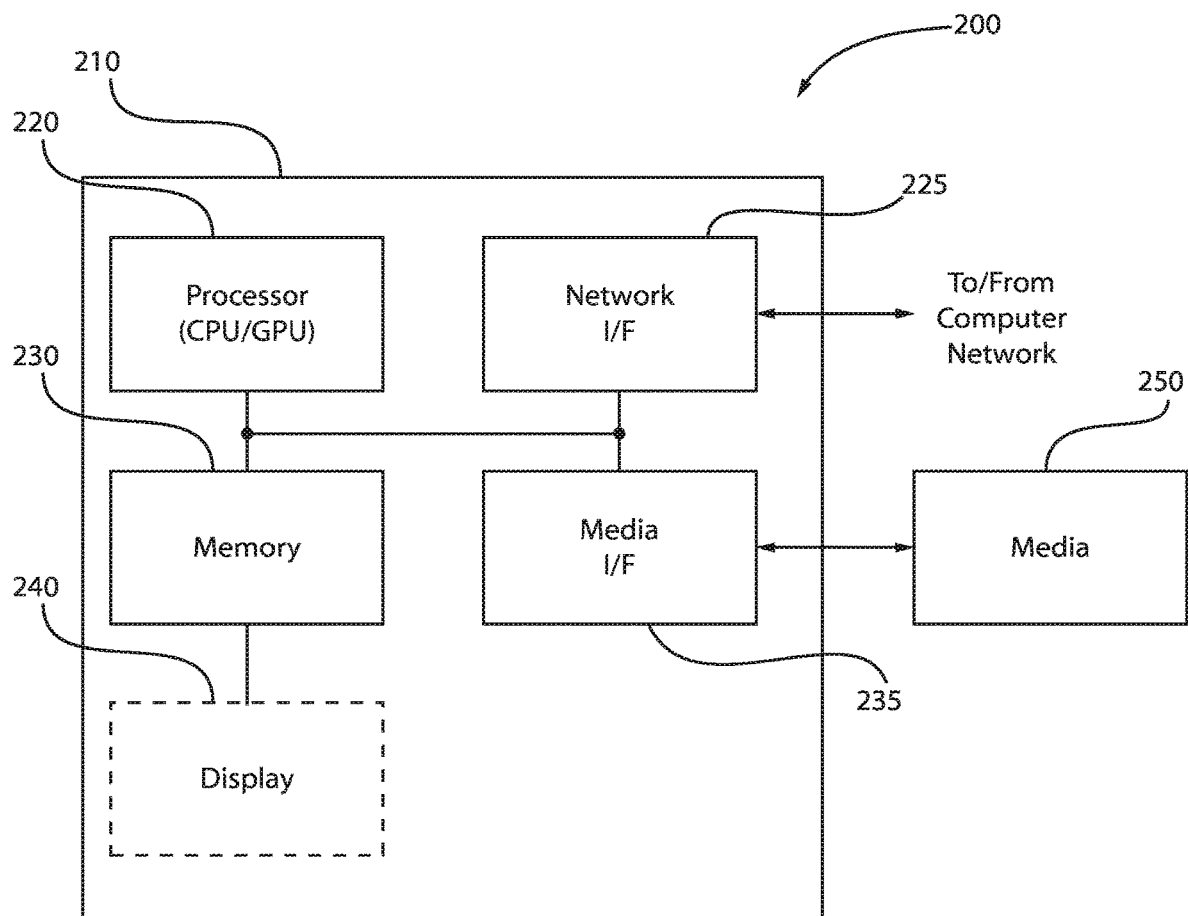 200
210
220
225
Processor
(CPU/GPU)
Network
I/F
To/From
Computer
Network
230
250
Memory
Media
I/F
Media
240
235
Display